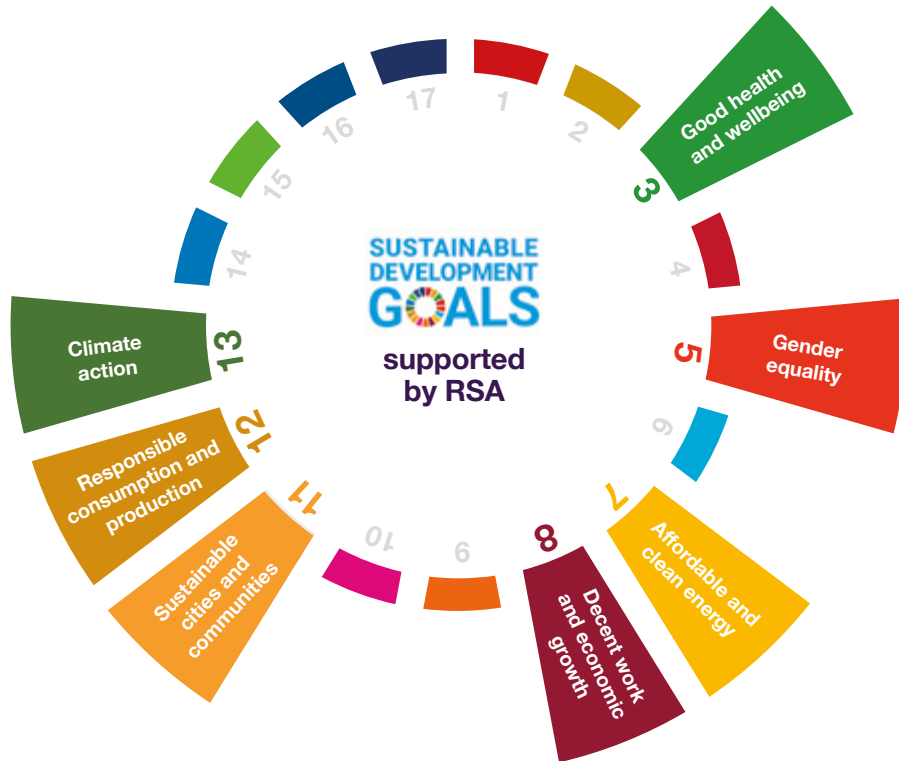 SUSTAINABLE
DEVELOPMENT
GOALS
supported
by RSA
1
2
3
Good health
and wellbeing
4
5
Gender
equality
6
7
Affordable and
clean energy
8
Decent work
and economic
growth
9
10
11
Sustainable
cities and
communities
12
Responsible
consumption and
production
13
Climate
action
14
15
16
17